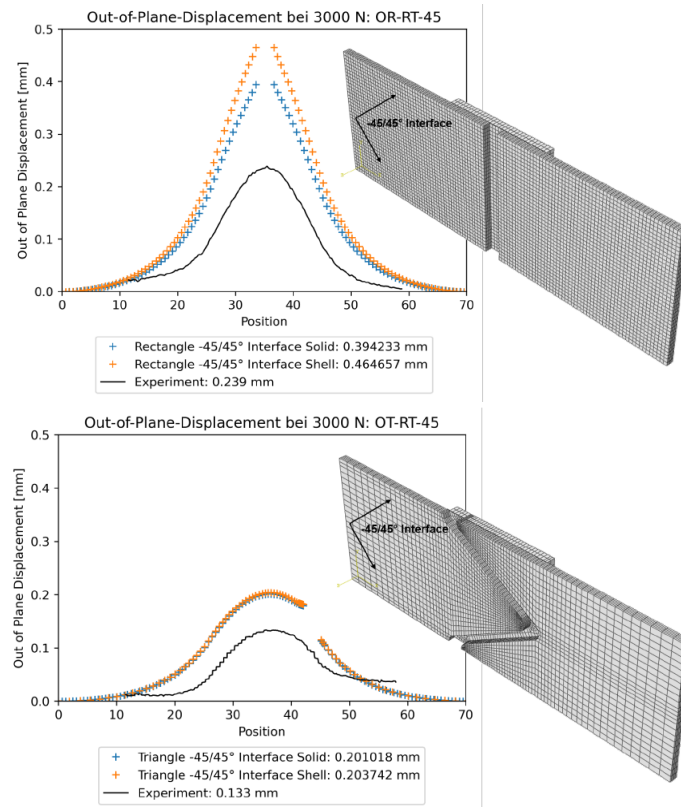 Out-of-Plane-Displacement bei 3000 N: OR-RT-45
Out of Plane Displacement [mm]
0.5
0.4
0.3
0.2
0.1
0.0
0 10 20 30 40 50 60 70
Position
-45/45° Interface
Rectangle -45/45° Interface Solid: 0.394233 mm
Rectangle -45/45° Interface Shell: 0.464657 mm
Experiment: 0.239 mm
Out-of-Plane-Displacement bei 3000 N: OT-RT-45
Out of Plane Displacement [mm]
0.5
0.4
0.3
0.2
0.1
0.0
0 10 20 30 40 50 60 70
Position
-45/45° Interface
Triangle -45/45° Interface Solid: 0.201018 mm
Triangle -45/45° Interface Shell: 0.203742 mm
Experiment: 0.133 mm